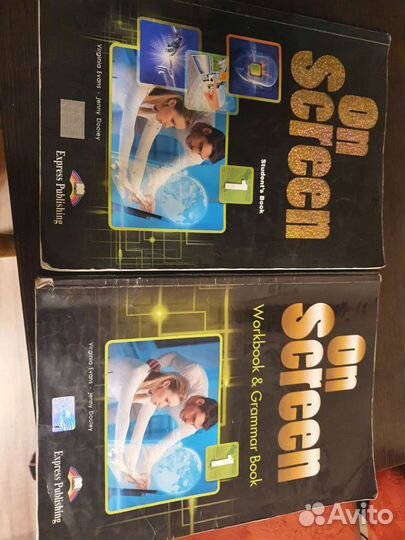 On
Screen
Student's Book
1
Virginia Evans - Jenny Dooley
Express Publishing
On
Screen
Workbook & Grammar Book
1
Virginia Evans - Jenny Dooley
Express Publishing
Avito